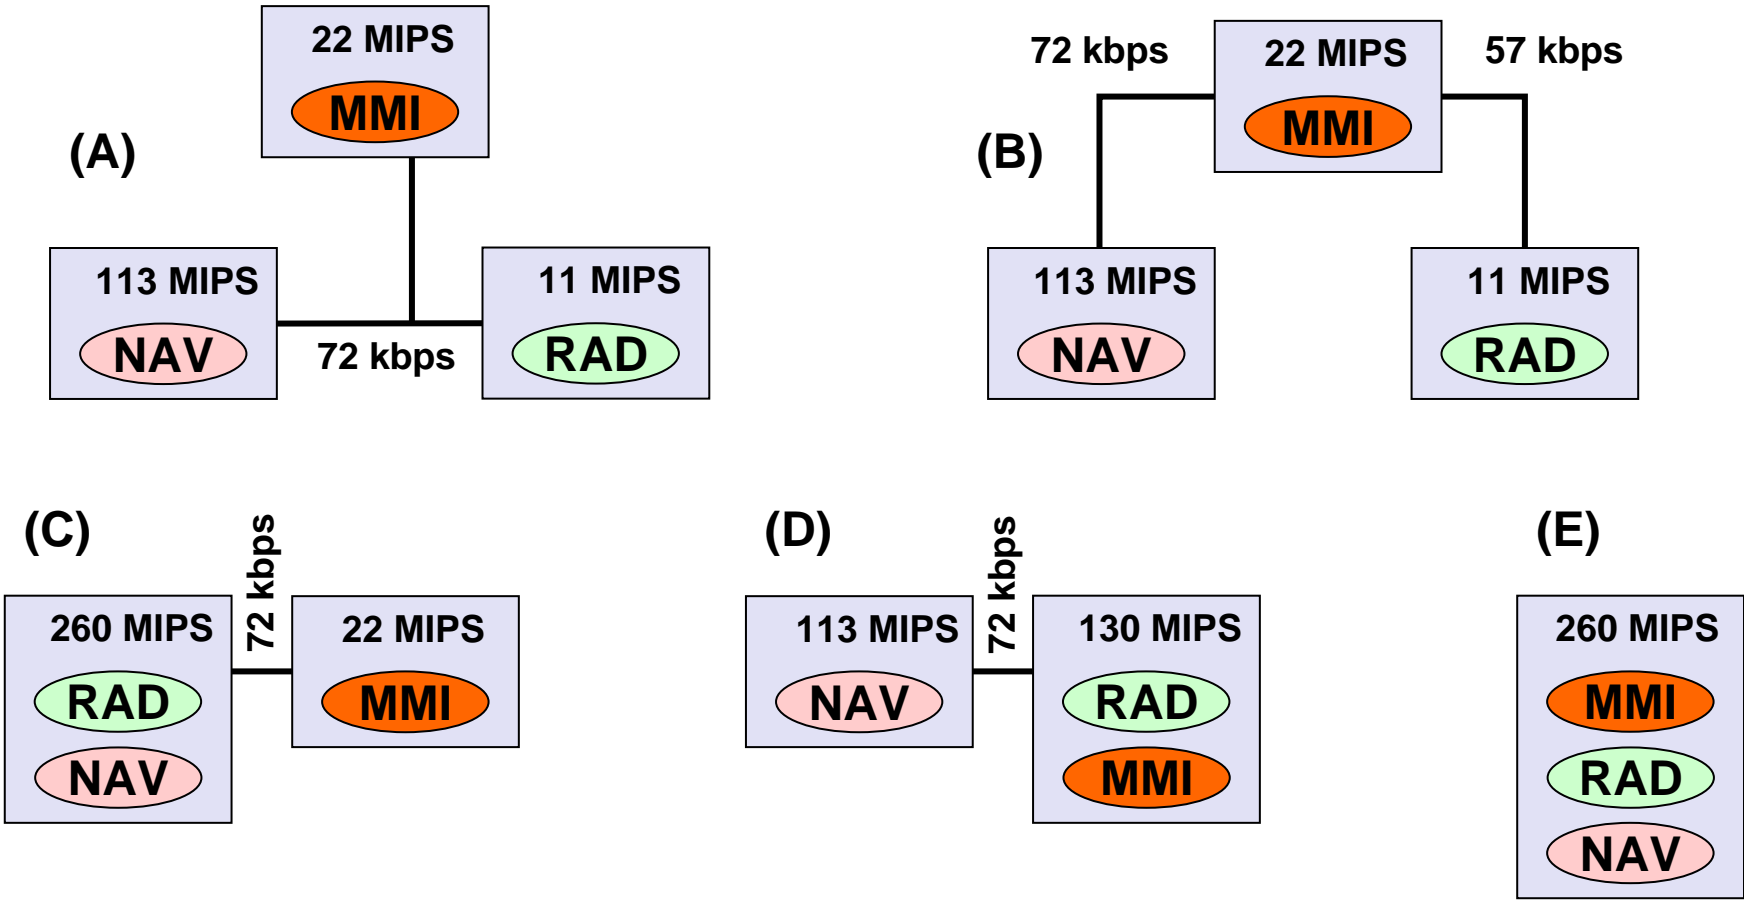 (A)
22 MIPS
MMI
113 MIPS
NAV
72 kbps
11 MIPS
RAD
(B)
72 kbps
22 MIPS
MMI
57 kbps
113 MIPS
NAV
11 MIPS
RAD
(C)
260 MIPS
RAD
NAV
72 kbps
22 MIPS
MMI
(D)
113 MIPS
NAV
72 kbps
130 MIPS
RAD
MMI
(E)
260 MIPS
MMI
RAD
NAV